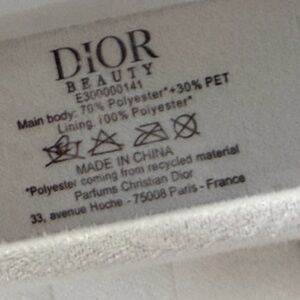 DIOR
BEAUTY
E300000141
Main body: 70% Polyester*+30% PET
Lining: 100% Polyester*
MADE IN CHINA
*Polyester coming from recycled material
Parfums Christian Dior
33, avenue Hoche - 75008 Paris - France